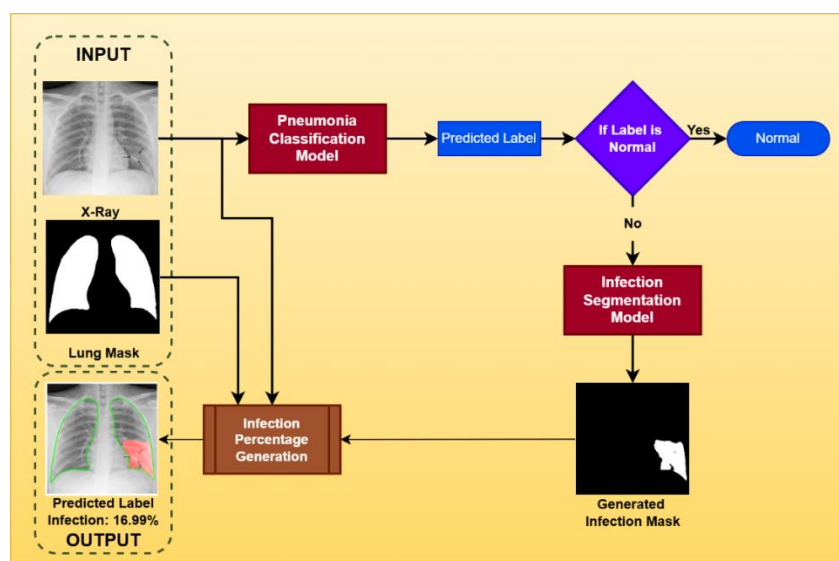 INPUT
X-Ray
Lung Mask
Pneumonia
Classification
Model
Predicted Label
If Label is
Normal
Yes
Normal
No
Infection
Segmentation
Model
Generated
Infection Mask
Infection
Percentage
Generation
Predicted Label
Infection: 16.99%
OUTPUT